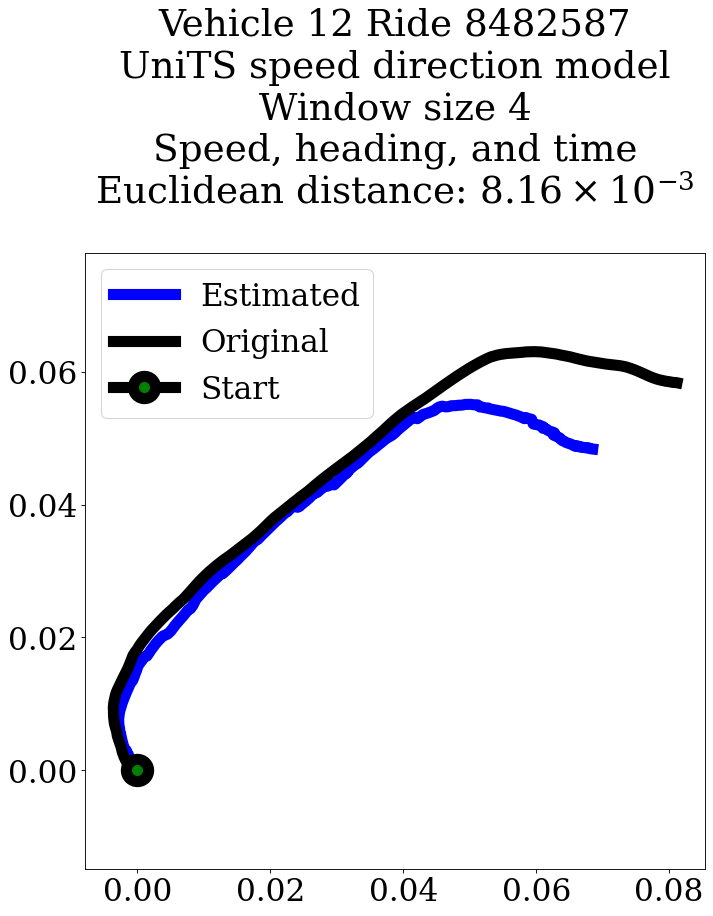 Vehicle 12 Ride 8482587
UniTS speed direction model
Window size 4
Speed, heading, and time
Euclidean distance: 8.16 × 10⁻³
Estimated
Original
Start
0.06
0.04
0.02
0.00
0.00 0.02 0.04 0.06 0.08